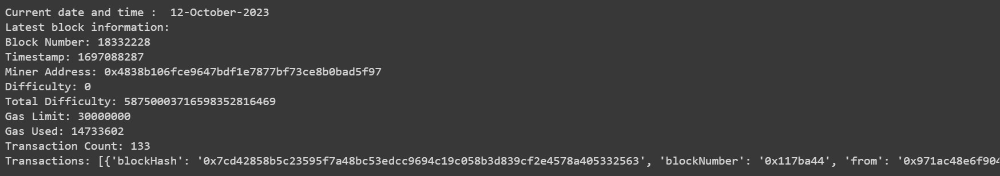 Current date and time :  12-October-2023
Latest block information:
Block Number: 18332228
Timestamp: 1697088287
Miner Address: 0x4838b106fce9647bdf1e7877bf73ce8b0bad5f97
Difficulty: 0
Total Difficulty: 58750003716598352816469
Gas Limit: 30000000
Gas Used: 14733602
Transaction Count: 133
Transactions: [{'blockHash': '0x7cd42858b5c23595f7a48bc53edcc9694c19c058b3d839cf2e4578a405332563', 'blockNumber': '0x117ba44', 'from': '0x971ac48e6f904